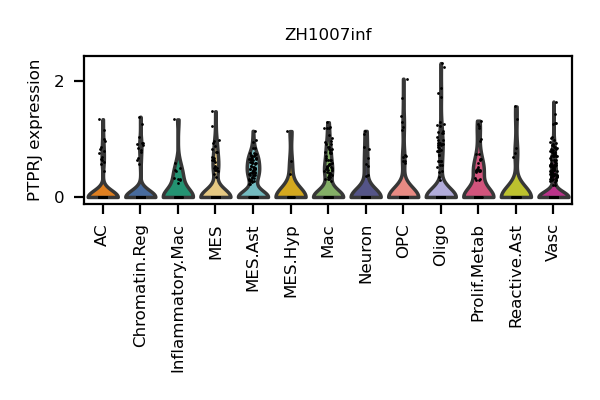 ZH1007inf
PTPRJ expression
2
0
AC
Chromatin.Reg
Inflammatory.Mac
MES
MES.Ast
MES.Hyp
Mac
Neuron
OPC
Oligo
Prolif.Metab
Reactive.Ast
Vasc